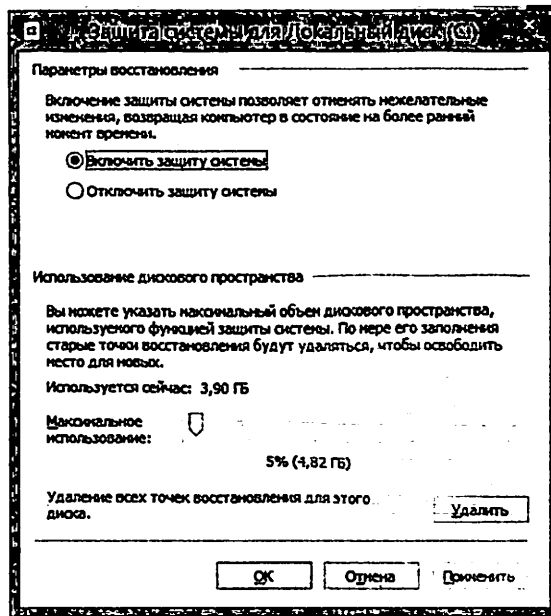 Защита системы для Локальный диск (C:)
Параметры восстановления
Включение защиты системы позволяет отменять нежелательные
изменения, возвращая компьютер в состояние на более ранний
момент времени.
Включить защиту системы
Отключить защиту системы
Использование дискового пространства
Вы можете указать максимальный объем дискового пространства,
используемого функцией защиты системы. По мере его заполнения
старые точки восстановления будут удаляться, чтобы освободить
место для новых.
Используется сейчас: 3,90 ГБ
Максимальное
использование:
5% (4,82 ГБ)
Удаление всех точек восстановления для этого
диска.
Удалить
OK
Отмена
Применить